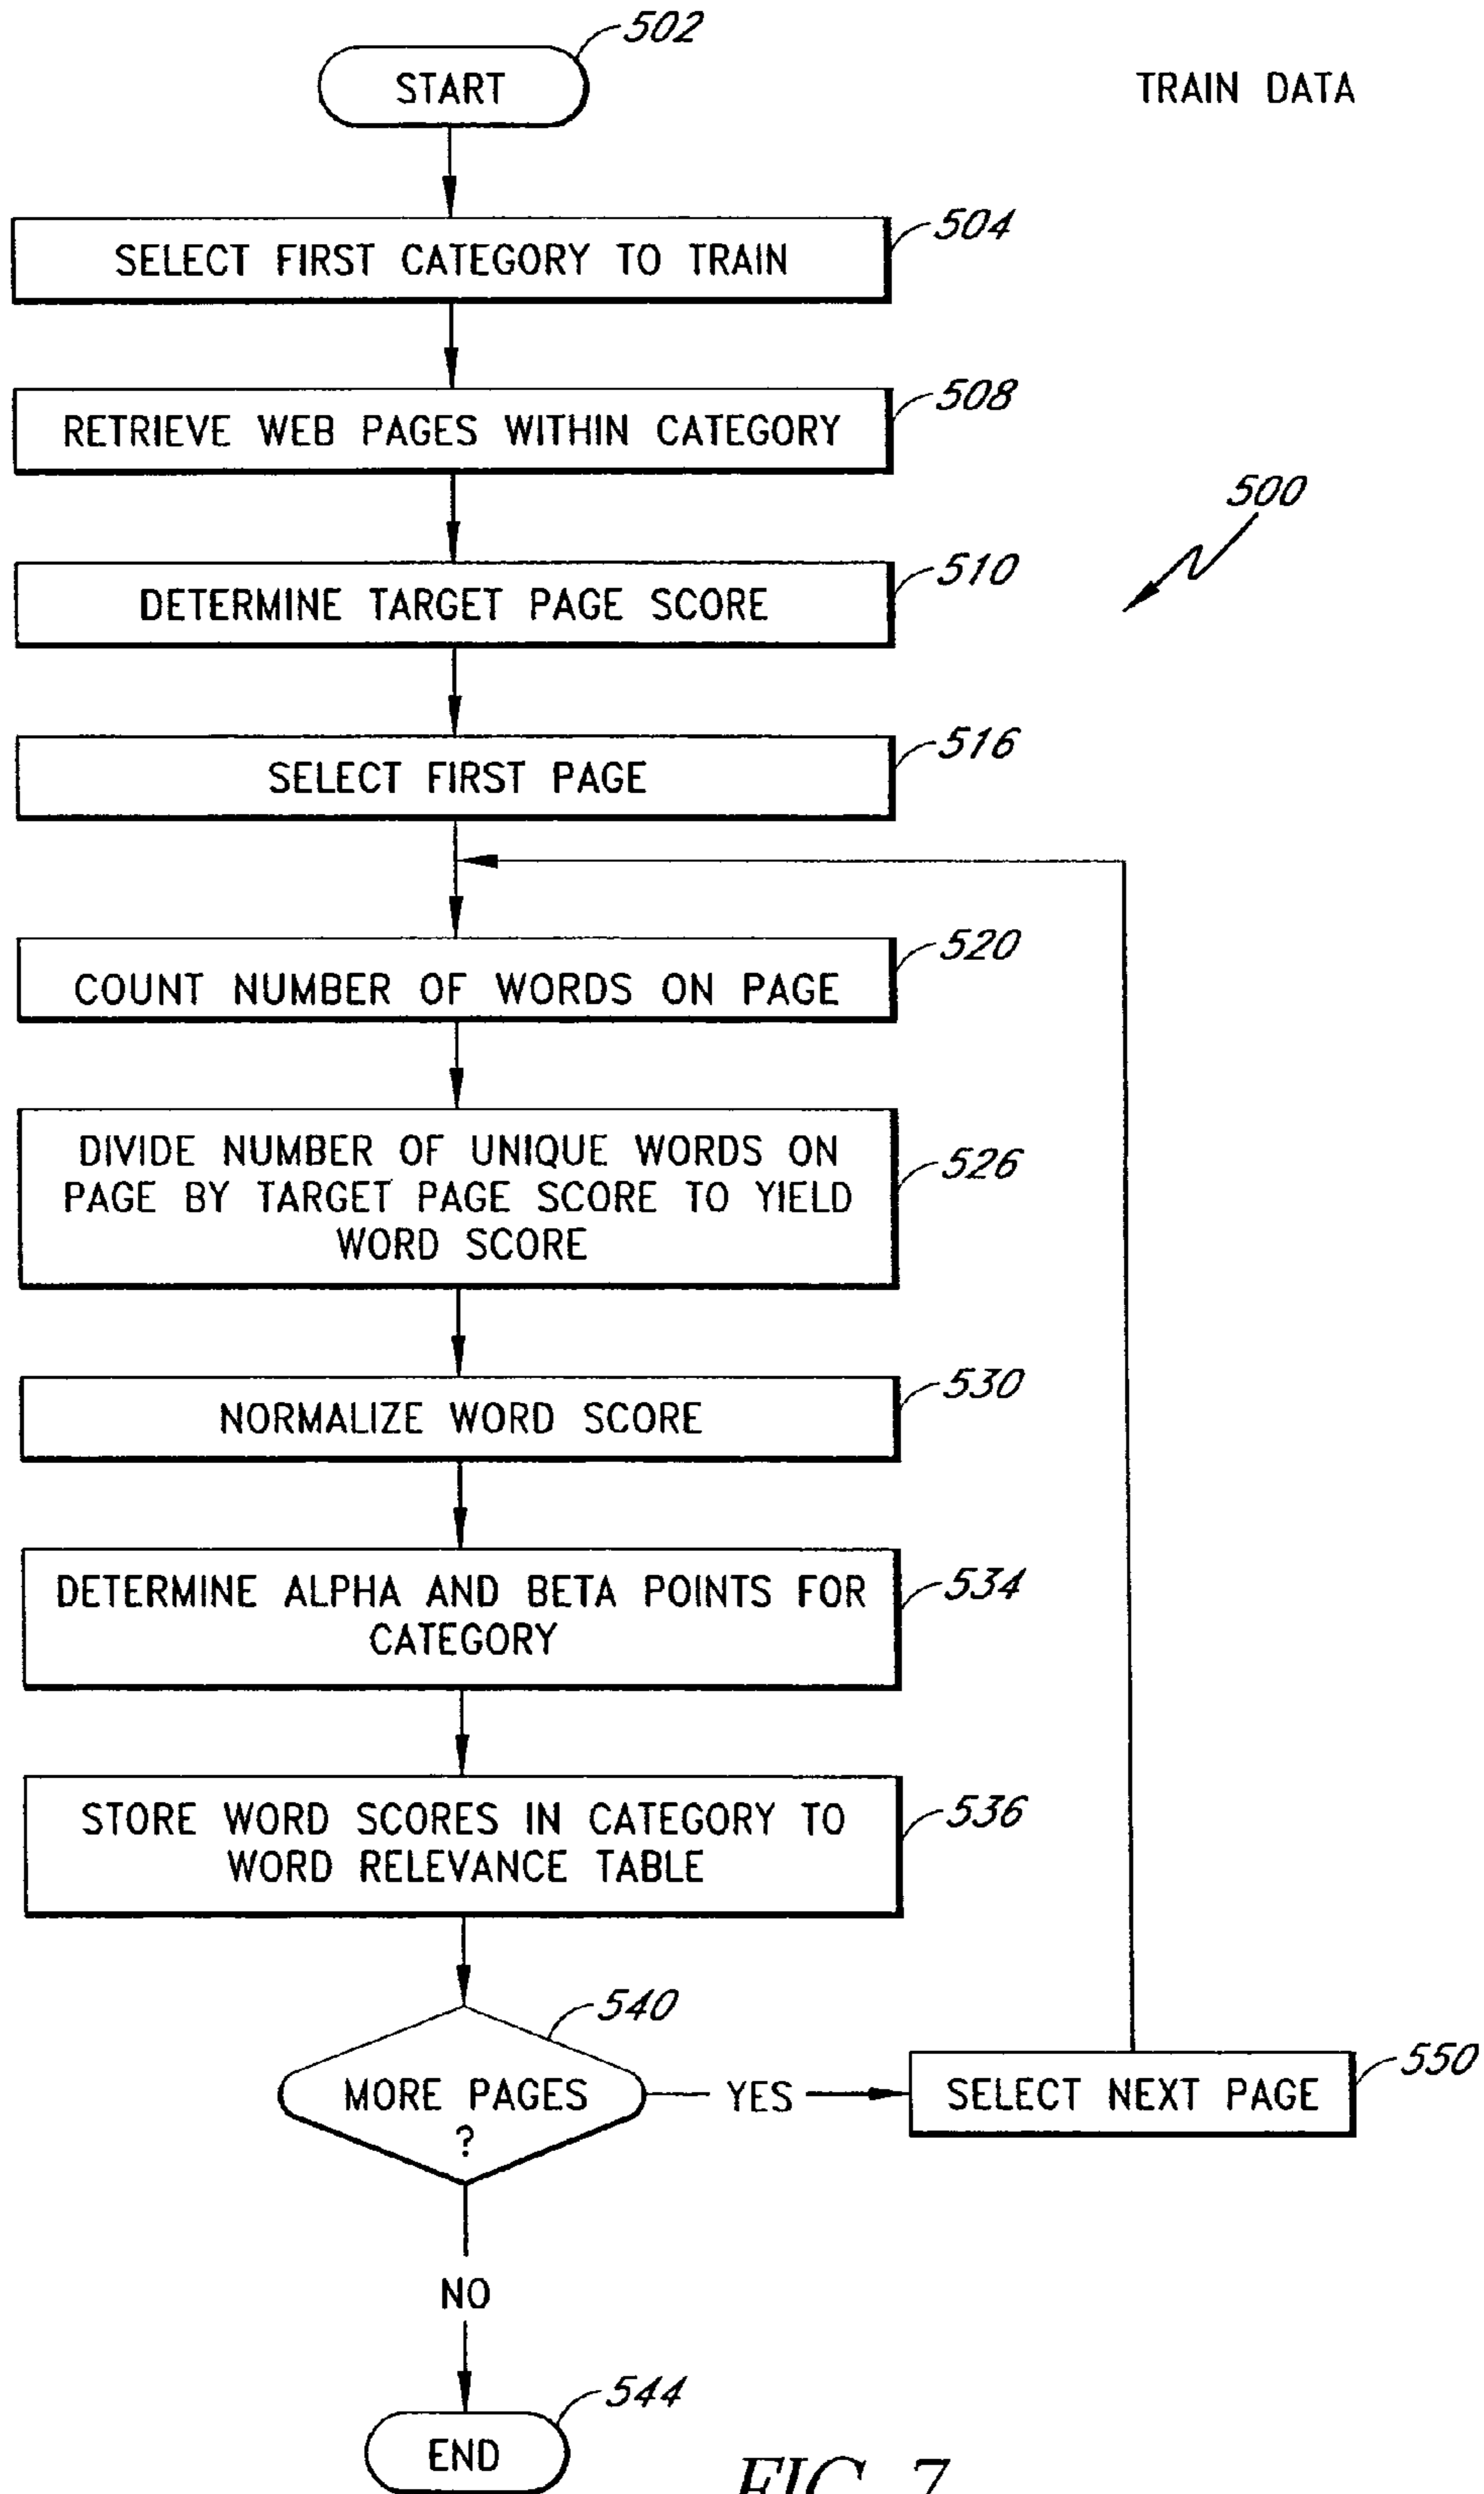 502
START
TRAIN DATA
504
SELECT FIRST CATEGORY TO TRAIN
508
RETRIEVE WEB PAGES WITHIN CATEGORY
500
510
DETERMINE TARGET PAGE SCORE
516
SELECT FIRST PAGE
520
COUNT NUMBER OF WORDS ON PAGE
526
DIVIDE NUMBER OF UNIQUE WORDS ON
PAGE BY TARGET PAGE SCORE TO YIELD
WORD SCORE
530
NORMALIZE WORD SCORE
534
DETERMINE ALPHA AND BETA POINTS FOR
CATEGORY
536
STORE WORD SCORES IN CATEGORY TO
WORD RELEVANCE TABLE
540
MORE PAGES
?
YES
550
SELECT NEXT PAGE
NO
544
END
FIG. 7